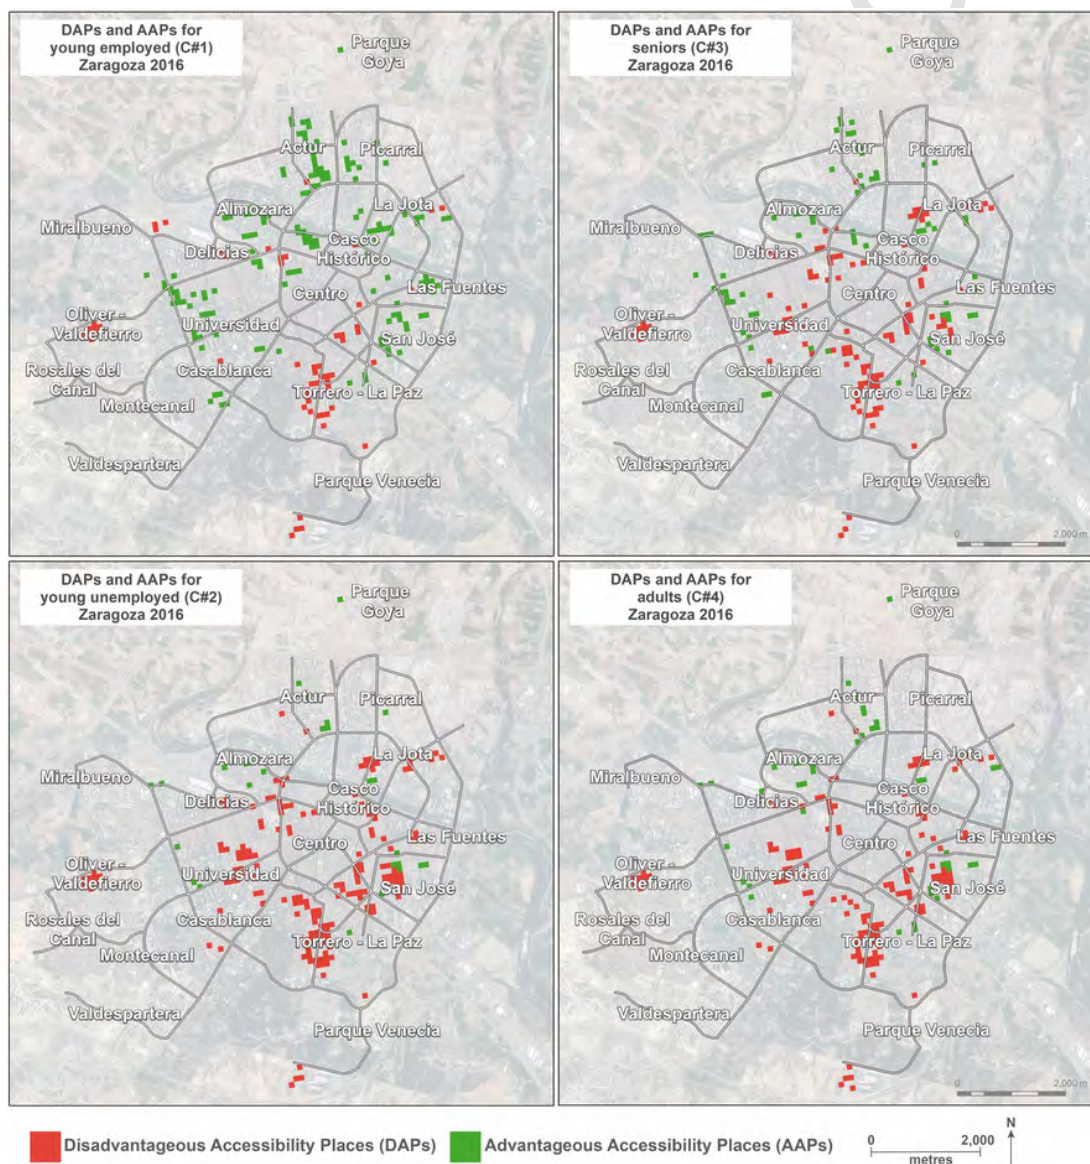 DAPs and AAPs for
young employed (C#1)
Zaragoza 2016
Parque
Goya
Actur
Picarral
Almozara
La Jota
Miralbueno
Delicias
Casco
Histórico
Centro
Las Fuentes
Oliver -
Valdefierro
Universidad
San José
Rosales del
Canal
Casablanca
Torrero - La Paz
Montecanal
Valdespartera
Parque Venecia
DAPs and AAPs for
seniors (C#3)
Zaragoza 2016
Parque
Goya
Actur
Picarral
Almozara
La Jota
Miralbueno
Delicias
Casco
Histórico
Centro
Las Fuentes
Oliver -
Valdefierro
Universidad
San José
Rosales del
Canal
Casablanca
Torrero - La Paz
Montecanal
Valdespartera
Parque Venecia
0 2,000 m
DAPs and AAPs for
young unemployed (C#2)
Zaragoza 2016
Parque
Goya
Actur
Picarral
Almozara
La Jota
Miralbueno
Delicias
Casco
Histórico
Centro
Las Fuentes
Oliver -
Valdefierro
Universidad
San José
Rosales del
Canal
Casablanca
Torrero - La Paz
Montecanal
Valdespartera
Parque Venecia
DAPs and AAPs for
adults (C#4)
Zaragoza 2016
Parque
Goya
Actur
Picarral
Almozara
La Jota
Miralbueno
Delicias
Casco
Histórico
Centro
Las Fuentes
Oliver -
Valdefierro
Universidad
San José
Rosales del
Canal
Casablanca
Torrero - La Paz
Montecanal
Valdespartera
Parque Venecia
0 2,000 m
Disadvantageous Accessibility Places (DAPs)
Advantageous Accessibility Places (AAPs)
0 2,000
metres
N